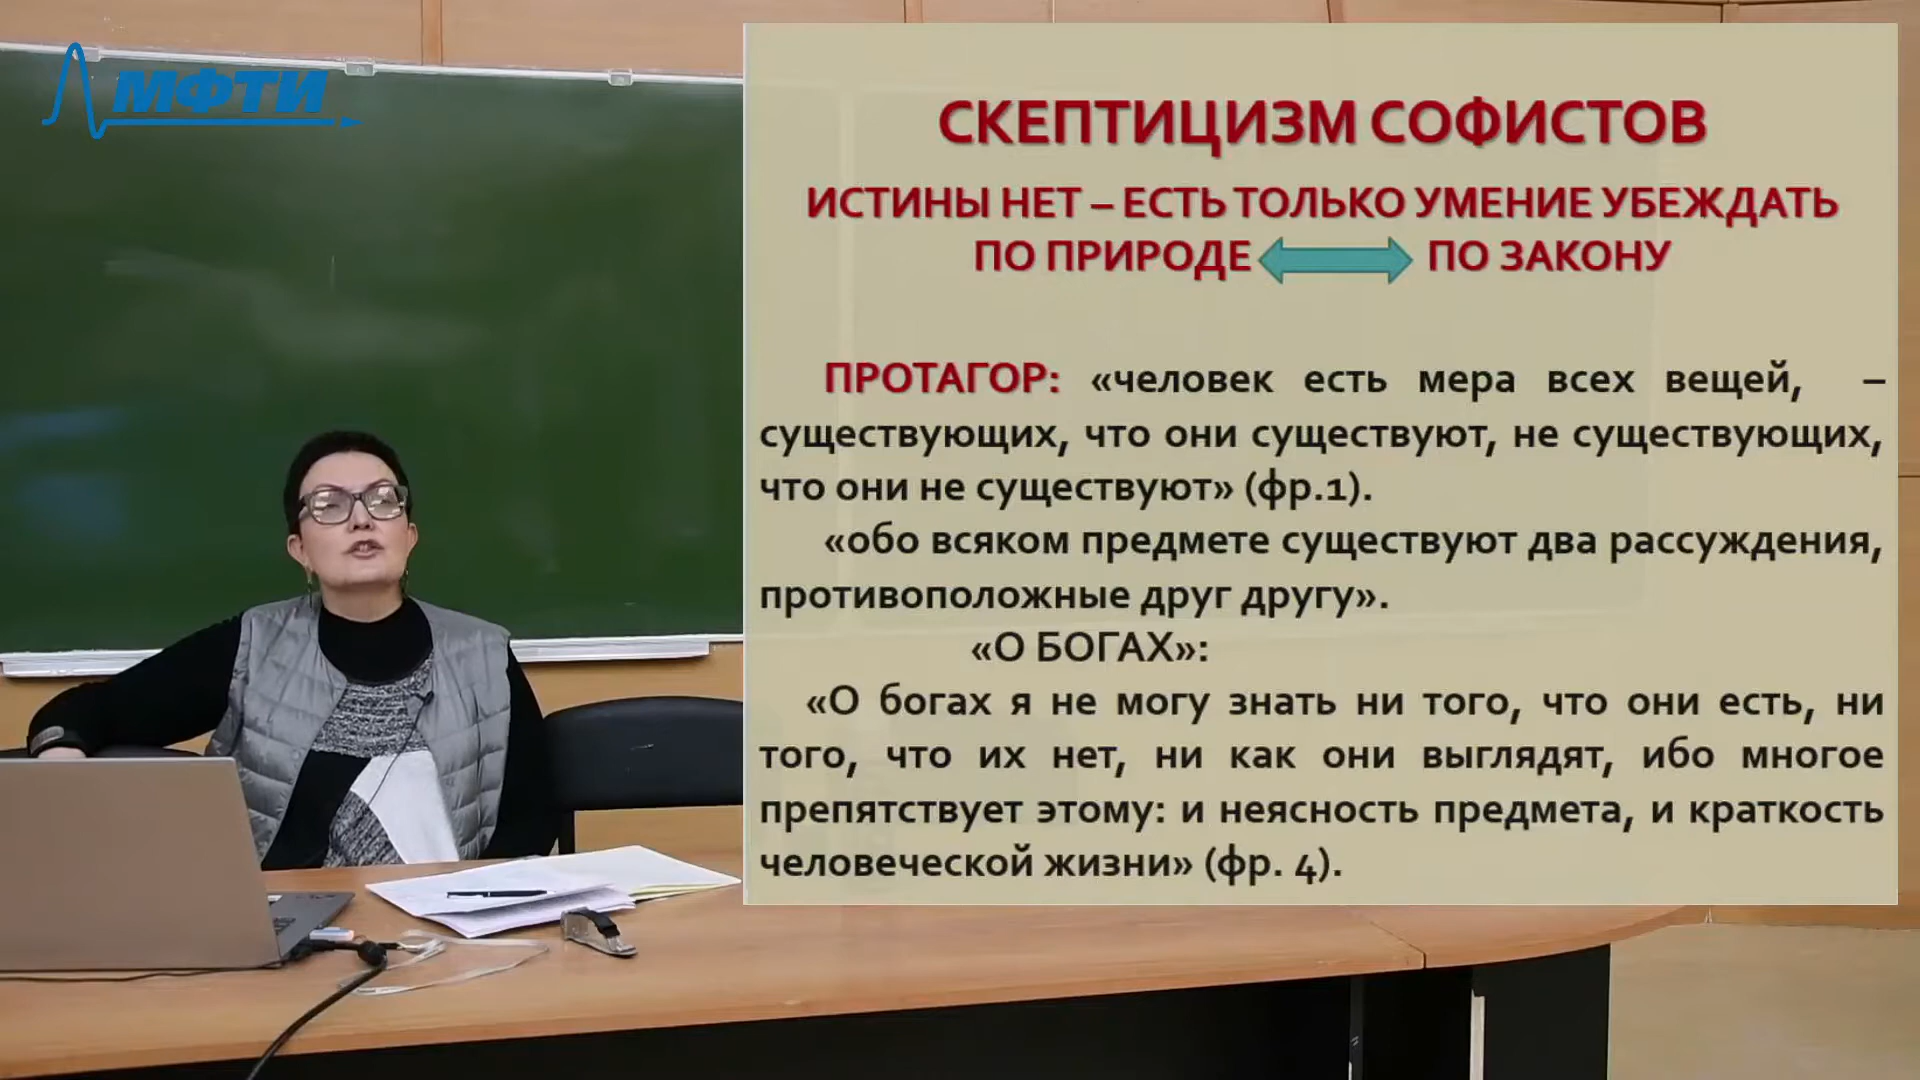 МФТИ
СКЕПТИЦИЗМ СОФИСТОВ
ИСТИНЫ НЕТ – ЕСТЬ ТОЛЬКО УМЕНИЕ УБЕЖДАТЬ
ПО ПРИРОДЕ ПО ЗАКОНУ
ПРОТАГОР: «человек есть мера всех вещей, –
существующих, что они существуют, не существующих,
что они не существуют» (фр.1).
«обо всяком предмете существуют два рассуждения,
противоположные друг другу».
«О БОГАХ»:
«О богах я не могу знать ни того, что они есть, ни
того, что их нет, ни как они выглядят, ибо многое
препятствует этому: и неясность предмета, и краткость
человеческой жизни» (фр. 4).